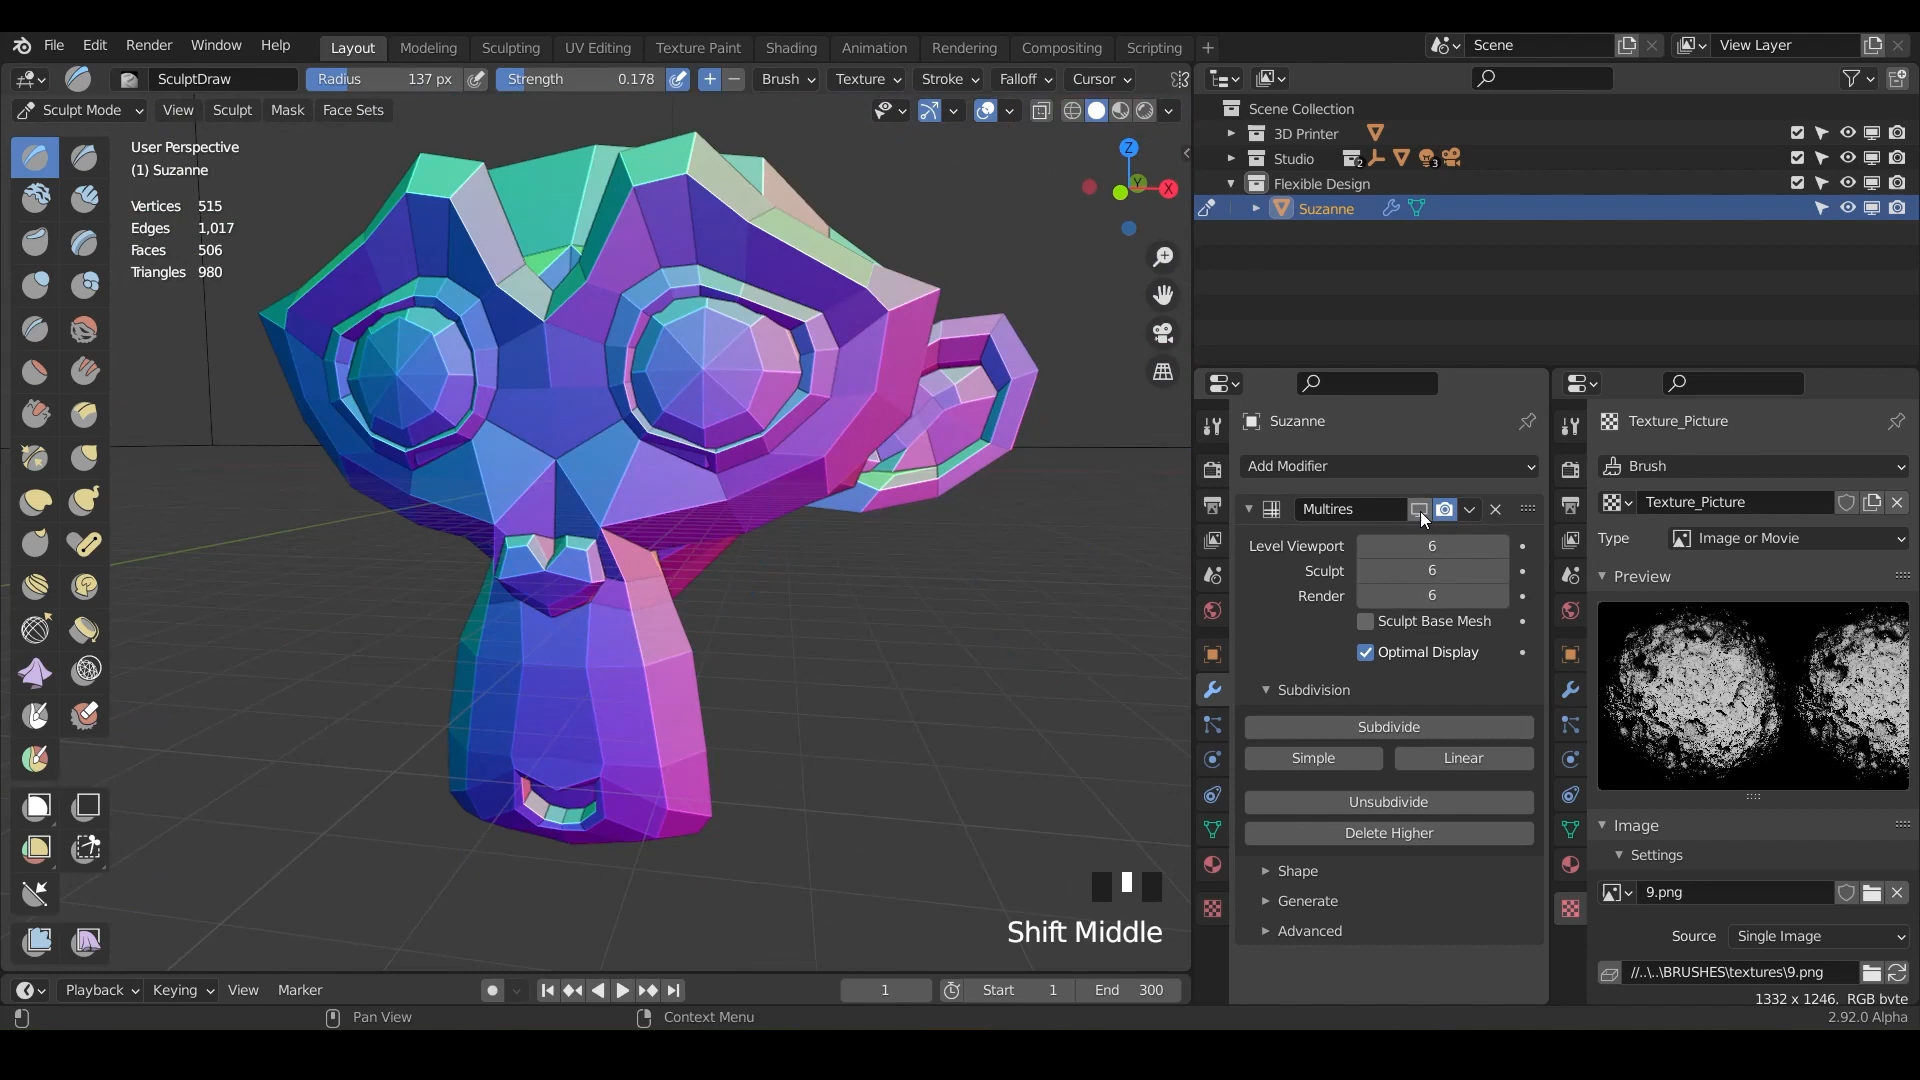 File Edit Render Window Help Layout Modeling Sculpting UV Editing Texture Paint Shading Animation Rendering Compositing Scripting + Scene View Layer
SculptDraw Radius 137 px Strength 0.178 Brush Texture Stroke Falloff Cursor
Sculpt Mode View Sculpt Mask Face Sets
User Perspective
(1) Suzanne
Vertices 515
Edges 1,017
Faces 506
Triangles 980
Z
Y
X
Shift Middle
Scene Collection
3D Printer
Studio 2 3
Flexible Design
Suzanne
Suzanne
Add Modifier
Multires
Level Viewport 6
Sculpt 6
Render 6
Sculpt Base Mesh
Optimal Display
Subdivision
Subdivide
Simple Linear
Unsubdivide
Delete Higher
Shape
Generate
Advanced
Texture_Picture
Brush
Texture_Picture
Type Image or Movie
Preview
Image
Settings
9.png
Source Single Image
//..\..\BRUSHES\textures\9.png
1332 x 1246, RGB byte
Playback Keying View Marker 1 Start 1 End 300
Pan View Context Menu 2.92.0 Alpha